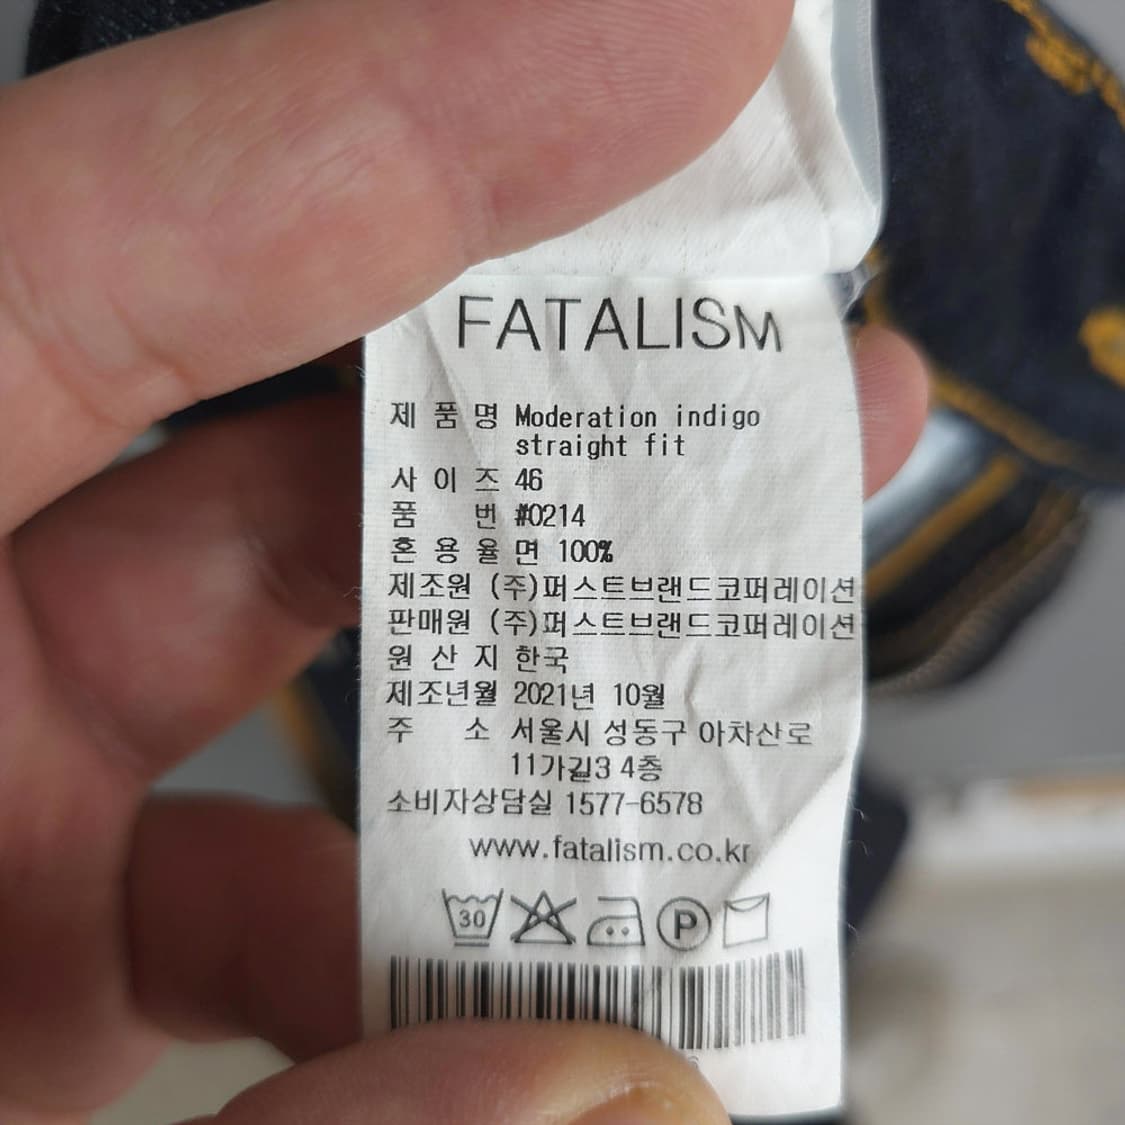 FATALISM
제 품 명 Moderation indigo
straight fit
사 이 즈 46
품 번 #0214
혼 용 율 면 100%
제조원 (주)퍼스트브랜드코퍼레이션
판매원 (주)퍼스트브랜드코퍼레이션
원 산 지 한국
제조년월 2021년 10월
주 소 서울시 성동구 아차산로
11가길3 4층
소비자상담실 1577-6578
www.fatalism.co.kr
30 P